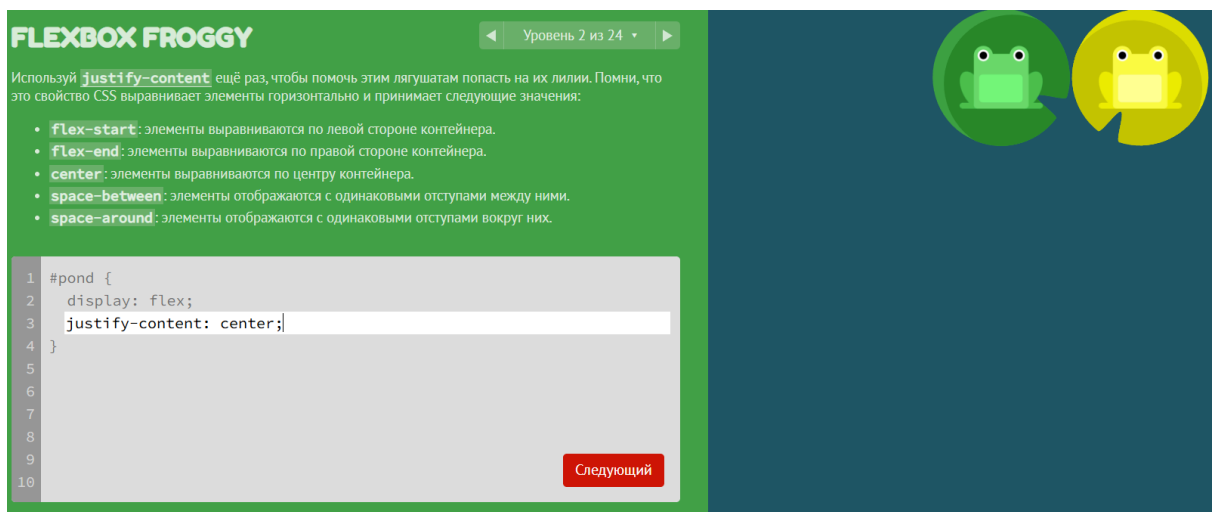 FLEXBOX FROGGY
◀ Уровень 2 из 24 ▾ ▶
Используй justify-content ещё раз, чтобы помочь этим лягушатам попасть на их лилии. Помни, что
это свойство CSS выравнивает элементы горизонтально и принимает следующие значения:
• flex-start: элементы выравниваются по левой стороне контейнера.
• flex-end: элементы выравниваются по правой стороне контейнера.
• center: элементы выравниваются по центру контейнера.
• space-between: элементы отображаются с одинаковыми отступами между ними.
• space-around: элементы отображаются с одинаковыми отступами вокруг них.
1 #pond {
2 display: flex;
3 justify-content: center;
4 }
5
6
7
8
9
10
Следующий